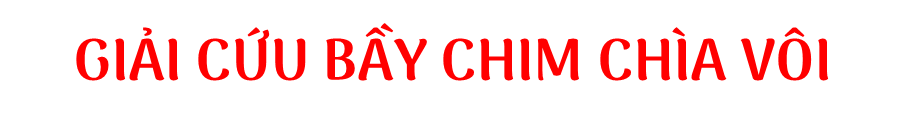 GIẢI CỨU BẦY CHIM CHÌA VÔI